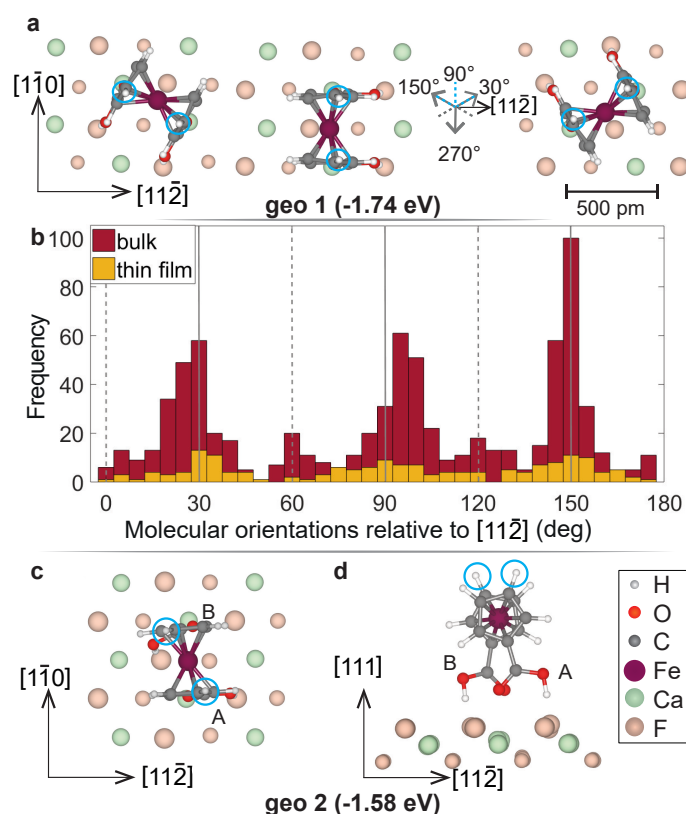 a
[11̅0]
[112̅]
150° 90° 30°
[112̅]
270°
geo 1 (-1.74 eV)
500 pm
b
bulk
thin film
Frequency
100
80
60
40
20
0
0 30 60 90 120 150 180
Molecular orientations relative to [112̅] (deg)
c
d
B
A
[11̅0]
[112̅]
[111]
B
A
[112̅]
geo 2 (-1.58 eV)
H
O
C
Fe
Ca
F